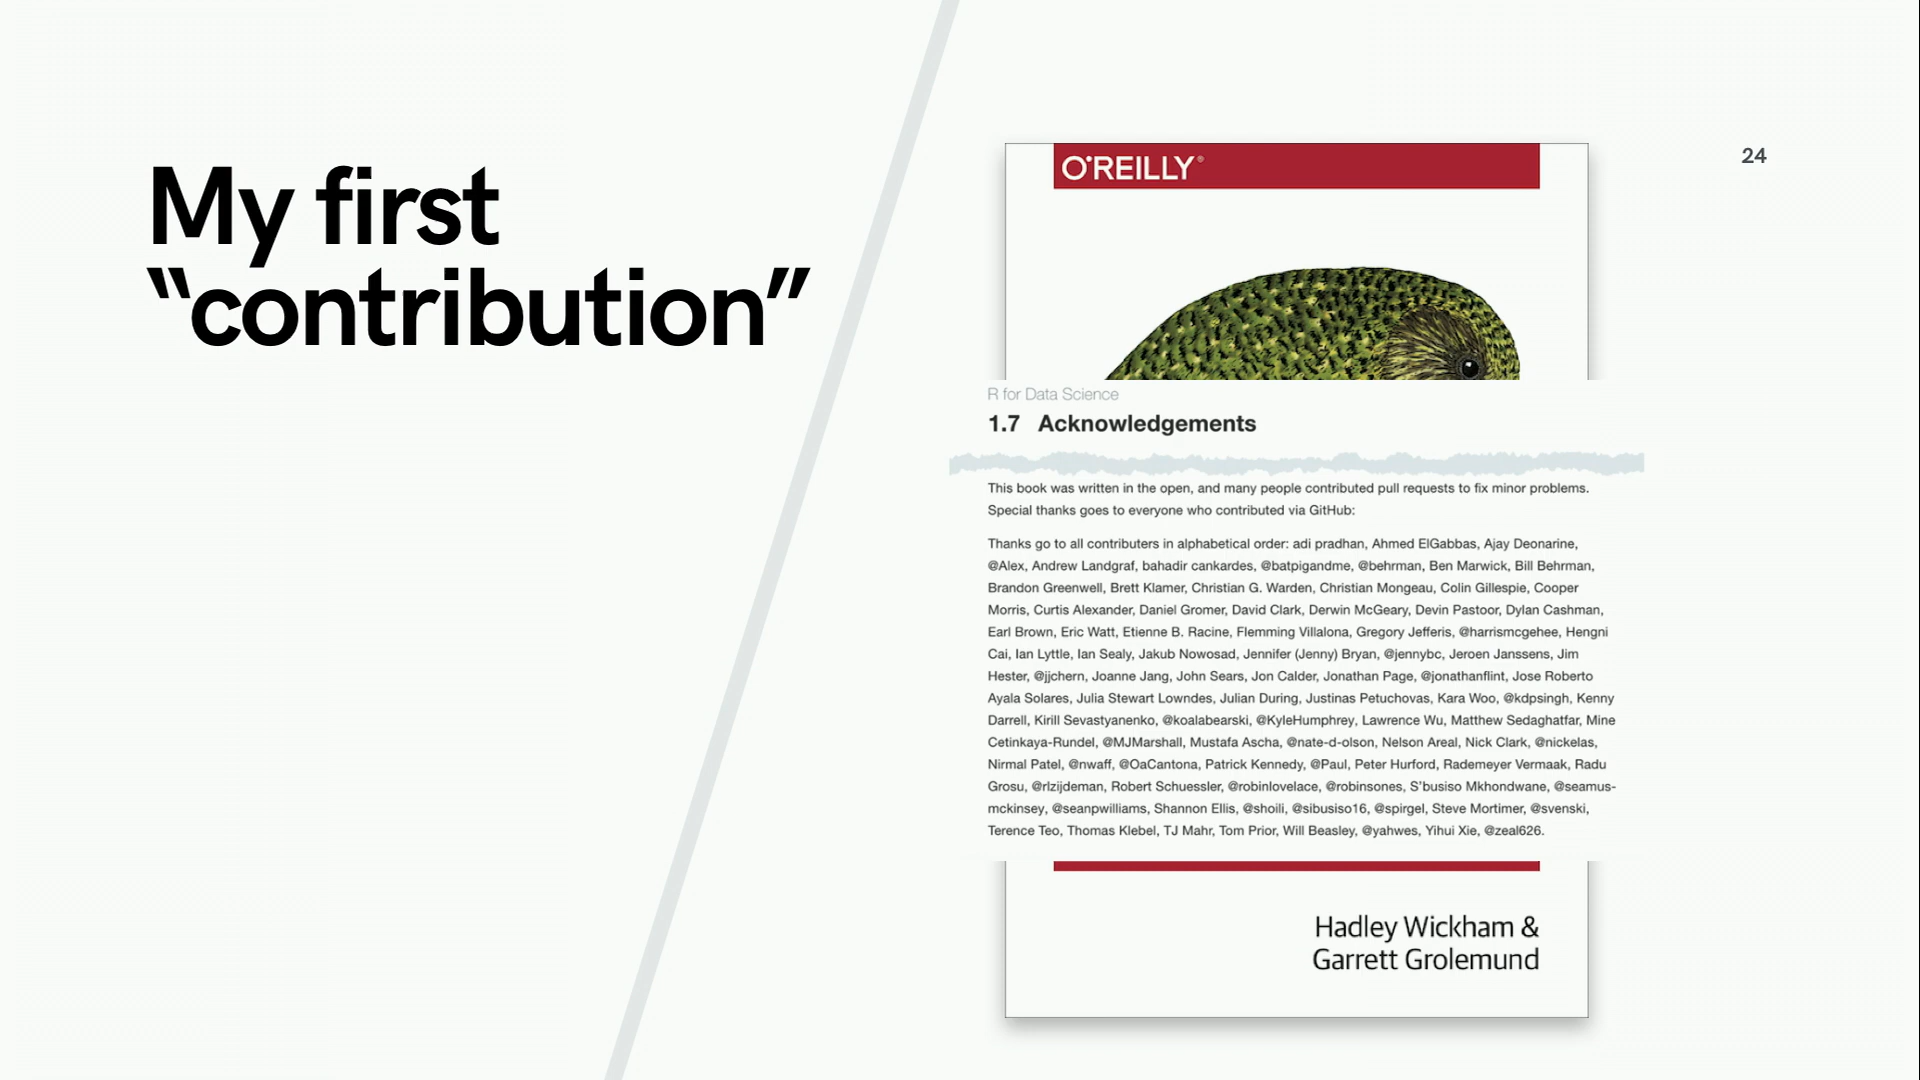 My first
“contribution”
24
O'REILLY®
R for Data Science
1.7 Acknowledgements
This book was written in the open, and many people contributed pull requests to fix minor problems.
Special thanks goes to everyone who contributed via GitHub:
Thanks go to all contributers in alphabetical order: adi pradhan, Ahmed ElGabbas, Ajay Deonarine,
@Alex, Andrew Landgraf, bahadir cankardes, @batpigandme, @behrman, Ben Marwick, Bill Behrman,
Brandon Greenwell, Brett Klamer, Christian G. Warden, Christian Mongeau, Colin Gillespie, Cooper
Morris, Curtis Alexander, Daniel Gromer, David Clark, Derwin McGeary, Devin Pastoor, Dylan Cashman,
Earl Brown, Eric Watt, Etienne B. Racine, Flemming Villalona, Gregory Jefferis, @harrismcgehee, Hengni
Cai, Ian Lyttle, Ian Sealy, Jakub Nowosad, Jennifer (Jenny) Bryan, @jennybc, Jeroen Janssens, Jim
Hester, @jjchern, Joanne Jang, John Sears, Jon Calder, Jonathan Page, @jonathanflint, Jose Roberto
Ayala Solares, Julia Stewart Lowndes, Julian During, Justinas Petuchovas, Kara Woo, @kdpsingh, Kenny
Darrell, Kirill Sevastyanenko, @koalabearski, @KyleHumphrey, Lawrence Wu, Matthew Sedaghatfar, Mine
Cetinkaya-Rundel, @MJMarshall, Mustafa Ascha, @nate-d-olson, Nelson Areal, Nick Clark, @nickelas,
Nirmal Patel, @nwaff, @OaCantona, Patrick Kennedy, @Paul, Peter Hurford, Rademeyer Vermaak, Radu
Grosu, @rlzijdeman, Robert Schuessler, @robinlovelace, @robinsones, S'busiso Mkhondwane, @seamus-
mckinsey, @seanpwilliams, Shannon Ellis, @shoili, @sibusiso16, @spirgel, Steve Mortimer, @svenski,
Terence Teo, Thomas Klebel, TJ Mahr, Tom Prior, Will Beasley, @yahwes, Yihui Xie, @zeal626.
Hadley Wickham &
Garrett Grolemund